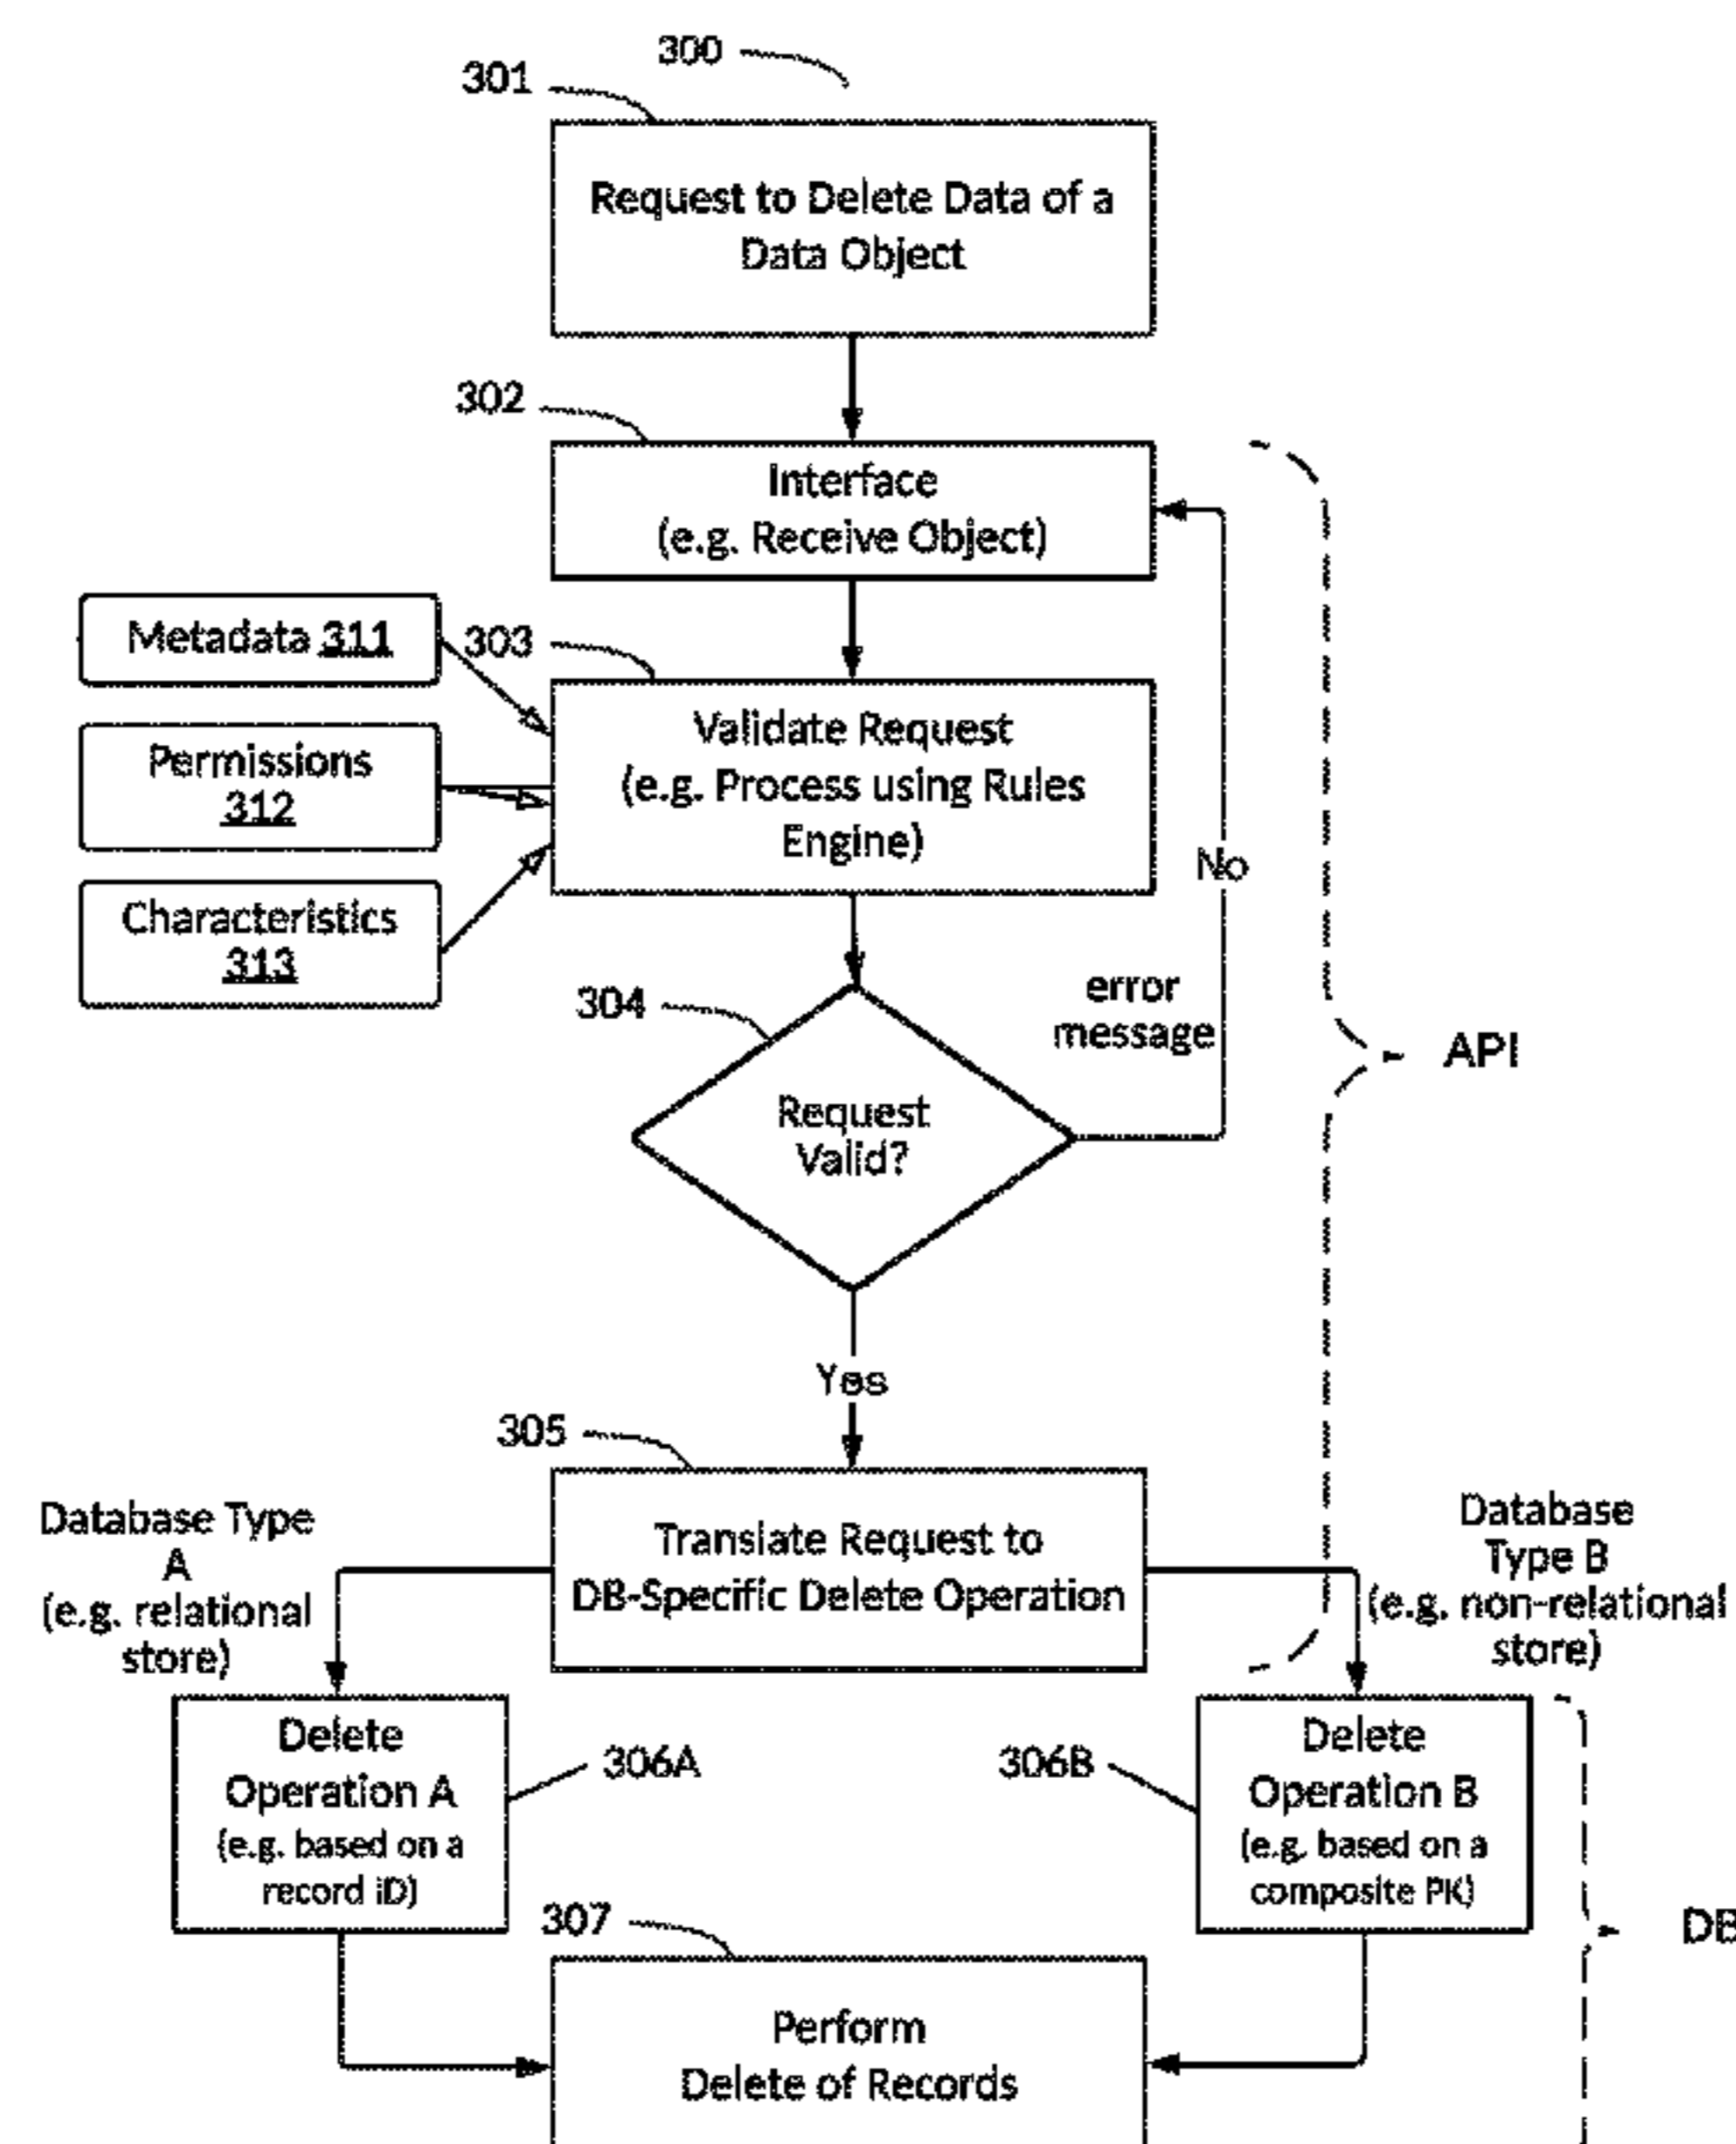 300
301
Request to Delete Data of a
Data Object
302
Interface
(e.g. Receive Object)
Metadata 311
303
Permissions
312
Validate Request
(e.g. Process using Rules
Engine)
Characteristics
313
No
304
error
message
API
Request
Valid?
Yes
305
Database Type
A
(e.g. relational
store)
Translate Request to
DB-Specific Delete Operation
Database
Type B
(e.g. non-relational
store)
Delete
Operation A
(e.g. based on a
record iD)
306A
306B
Delete
Operation B
(e.g. based on a
composite PK)
307
DB
Perform
Delete of Records